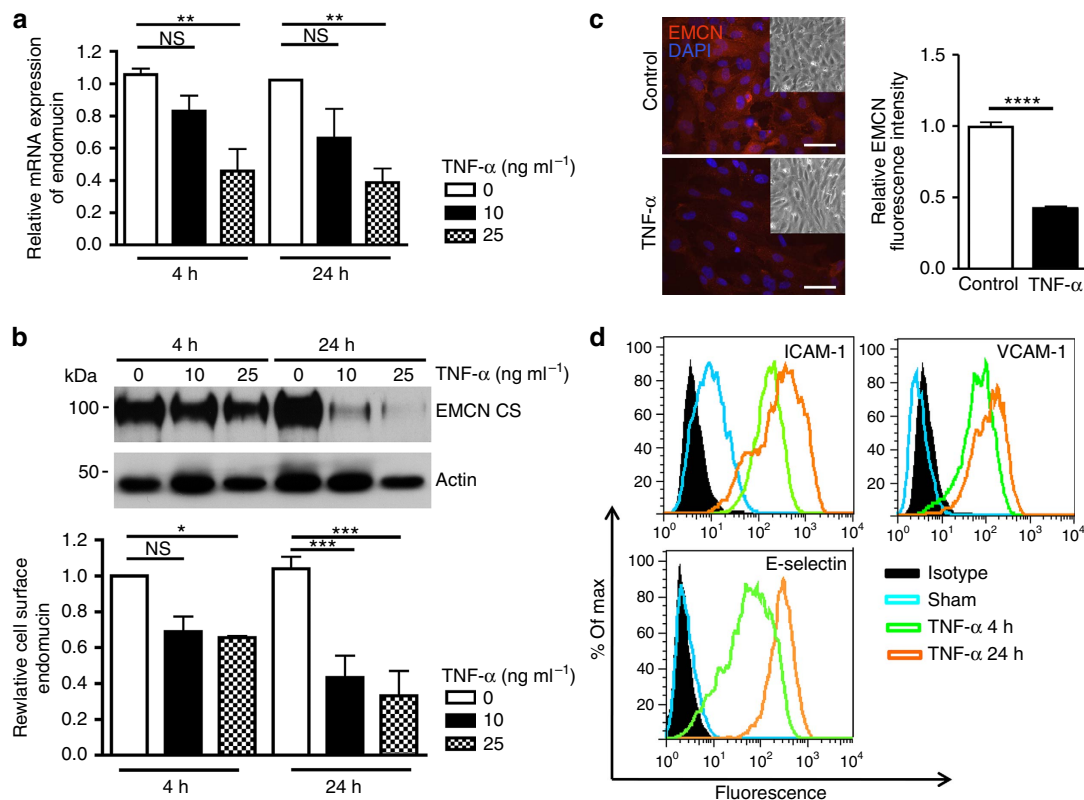 a
**
**
NS
NS
1.2
1.0
0.8
0.6
0.4
0.2
0.0
Relative mRNA expression
of endomucin
TNF-α (ng ml⁻¹)
0
10
25
4 h
24 h
b
4 h
24 h
kDa
0
10
25
0
10
25
TNF-α (ng ml⁻¹)
100
EMCN CS
50
Actin
*
***
NS
***
1.2
1.0
0.8
0.6
0.4
0.2
0.0
Rewlative cell surface
endomucin
TNF-α (ng ml⁻¹)
0
10
25
4 h
24 h
c
EMCN
DAPI
Control
TNF-α
1.5
1.0
0.5
0.0
Relative EMCN
fluorescence intensity
****
Control
TNF-α
d
ICAM-1
100
80
60
40
20
10⁰
10¹
10²
10³
10⁴
VCAM-1
100
80
60
40
20
10⁰
10¹
10²
10³
10⁴
E-selectin
100
80
60
40
20
10⁰
10¹
10²
10³
10⁴
Isotype
Sham
TNF-α 4 h
TNF-α 24 h
% Of max
Fluorescence